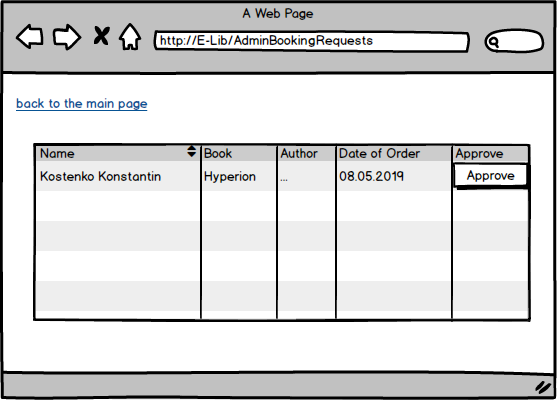 A Web Page
http://E-Lib/AdminBookingRequests
back to the main page
Name Book Author Date of Order Approve
Kostenko Konstantin Hyperion ... 08.05.2019 Approve